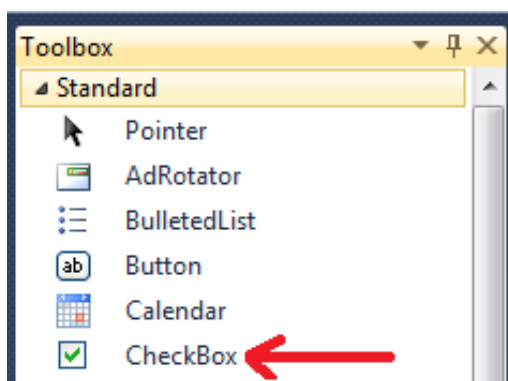 Toolbox
Standard
Pointer
AdRotator
BulletedList
ab Button
Calendar
CheckBox